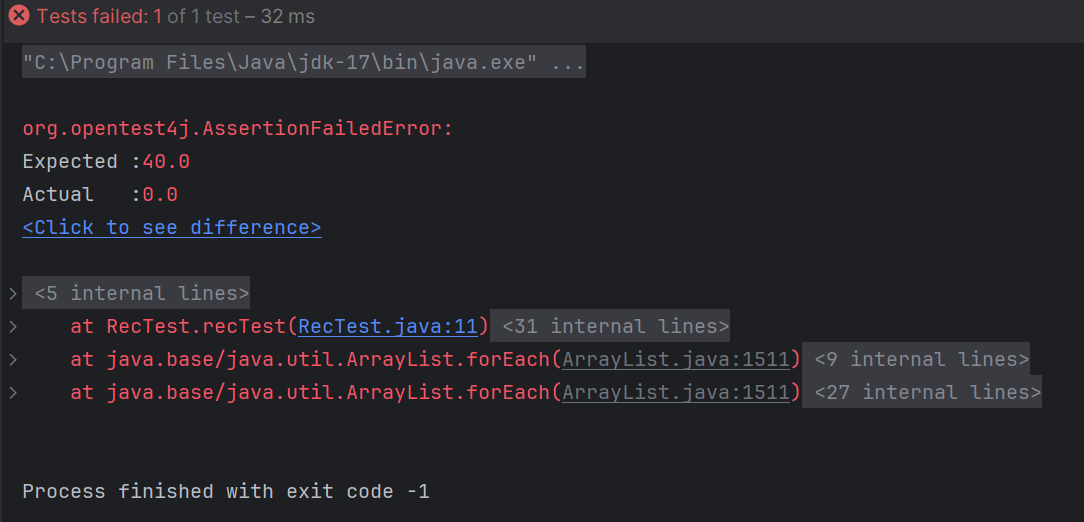 Tests failed: 1 of 1 test – 32 ms
"C:\Program Files\Java\jdk-17\bin\java.exe" ...
org.opentest4j.AssertionFailedError:
Expected :40.0
Actual   :0.0
<Click to see difference>
<5 internal lines>
at RecTest.recTest(RecTest.java:11) <31 internal lines>
at java.base/java.util.ArrayList.forEach(ArrayList.java:1511) <9 internal lines>
at java.base/java.util.ArrayList.forEach(ArrayList.java:1511) <27 internal lines>
Process finished with exit code -1